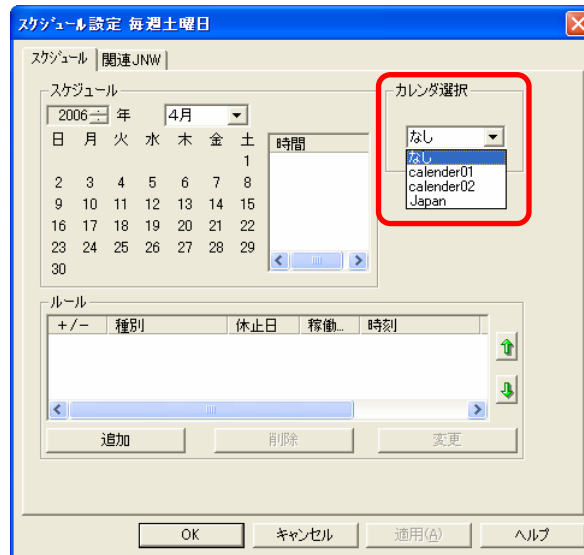 スケジュール設定 毎週土曜日
スケジュール 関連JNW
スケジュール
2006 年 4月
日 月 火 水 木 金 土
1
2 3 4 5 6 7 8
9 10 11 12 13 14 15
16 17 18 19 20 21 22
23 24 25 26 27 28 29
30
時間
カレンダ選択
なし
なし
calender01
calender02
Japan
ルール
+/- 種別 休止日 稼働... 時刻
追加 削除 変更
OK キャンセル 適用(A) ヘルプ